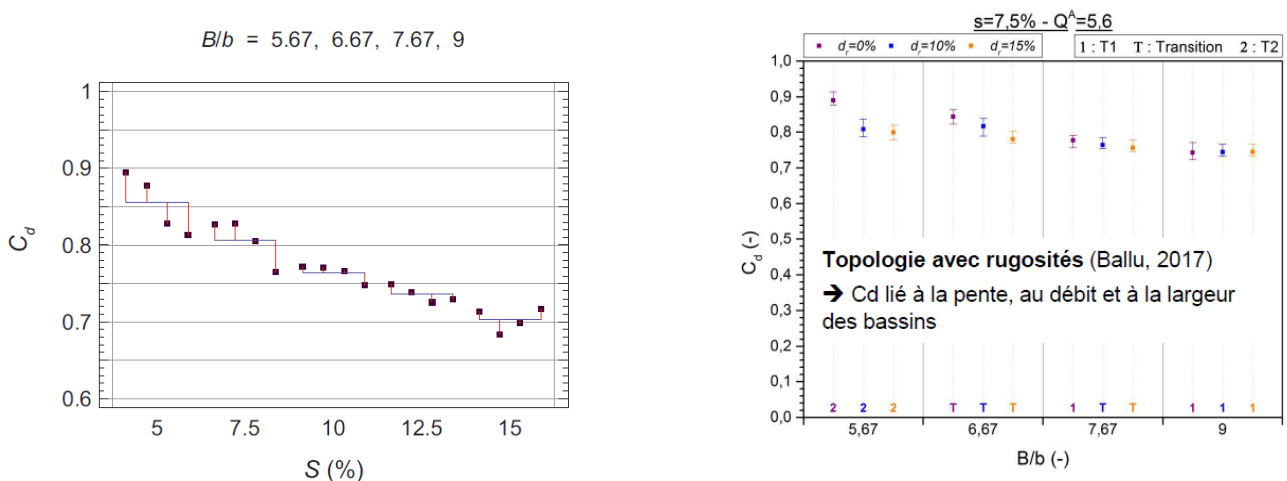 B/b = 5.67, 6.67, 7.67, 9
1
0.9
0.8
0.7
0.6
C_d
5 7.5 10 12.5 15
S (%)
s=7,5% - Q^A=5,6
d_r=0% d_r=10% d_r=15%
1 : T1 T : Transition 2 : T2
1,0
0,9
0,8
0,7
0,6
0,5
0,4
0,3
0,2
0,1
0,0
C_d (-)
Topologie avec rugosités (Ballu, 2017)
➔ Cd lié à la pente, au débit et à la largeur
des bassins
2 2 2 T T T 1 T T 1 1 1
5,67 6,67 7,67 9
B/b (-)